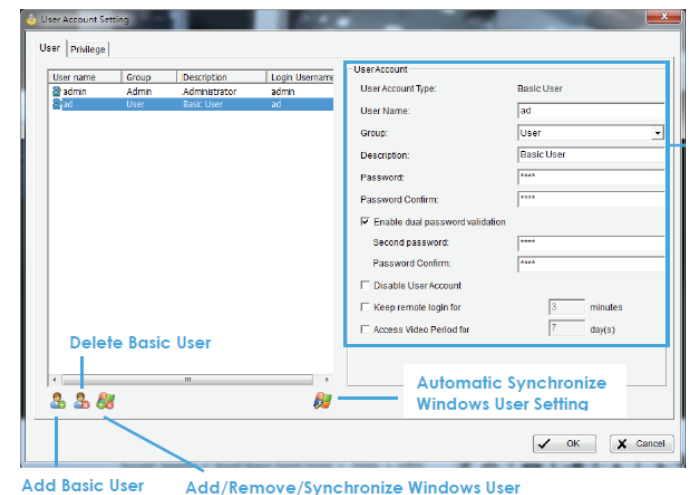 User Account Setting
User Privilege
User name Group Description Login Username
admin Admin Administrator admin
ad User Basic User ad
User Account
User Account Type: Basic User
User Name: ad
Group: User
Description: Basic User
Password: ****
Password Confirm: ****
Enable dual password validation
Second password: ****
Password Confirm: ****
Disable User Account
Keep remote login for 3 minutes
Access Video Period for 7 day(s)
Delete Basic User
Automatic Synchronize
Windows User Setting
OK Cancel
Add Basic User
Add/Remove/Synchronize Windows User